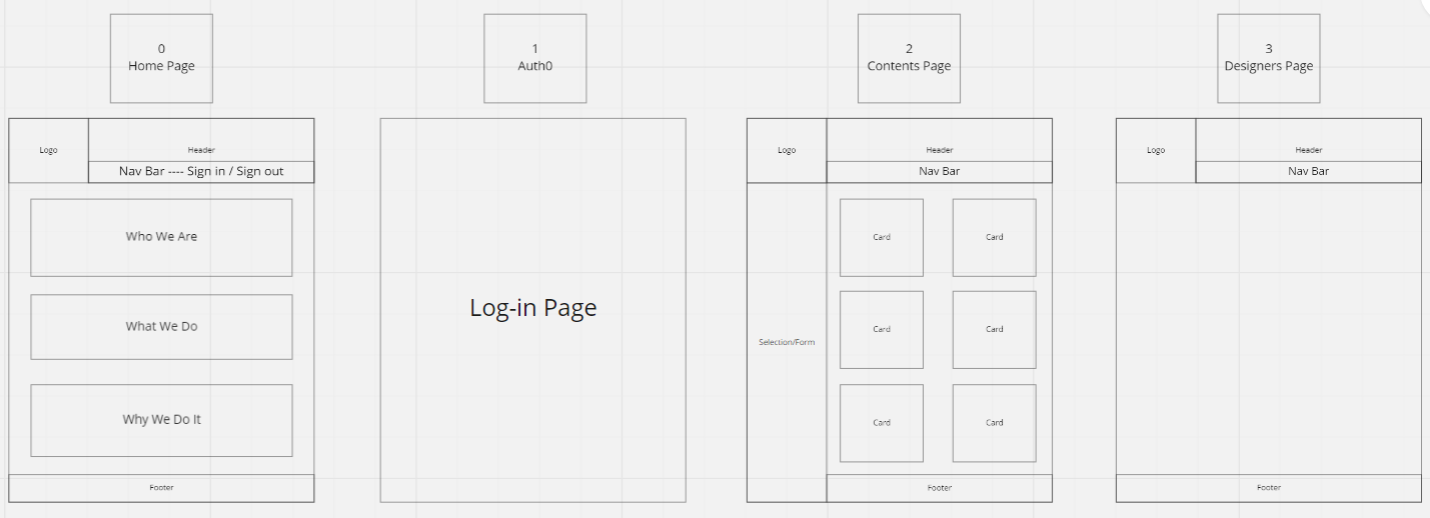 0
Home Page
1
Auth0
2
Contents Page
3
Designers Page
Logo
Header
Nav Bar ---- Sign in / Sign out
Who We Are
What We Do
Why We Do It
Footer
Log-in Page
Logo
Header
Nav Bar
Selection/Form
Card
Card
Card
Card
Card
Card
Footer
Logo
Header
Nav Bar
Footer